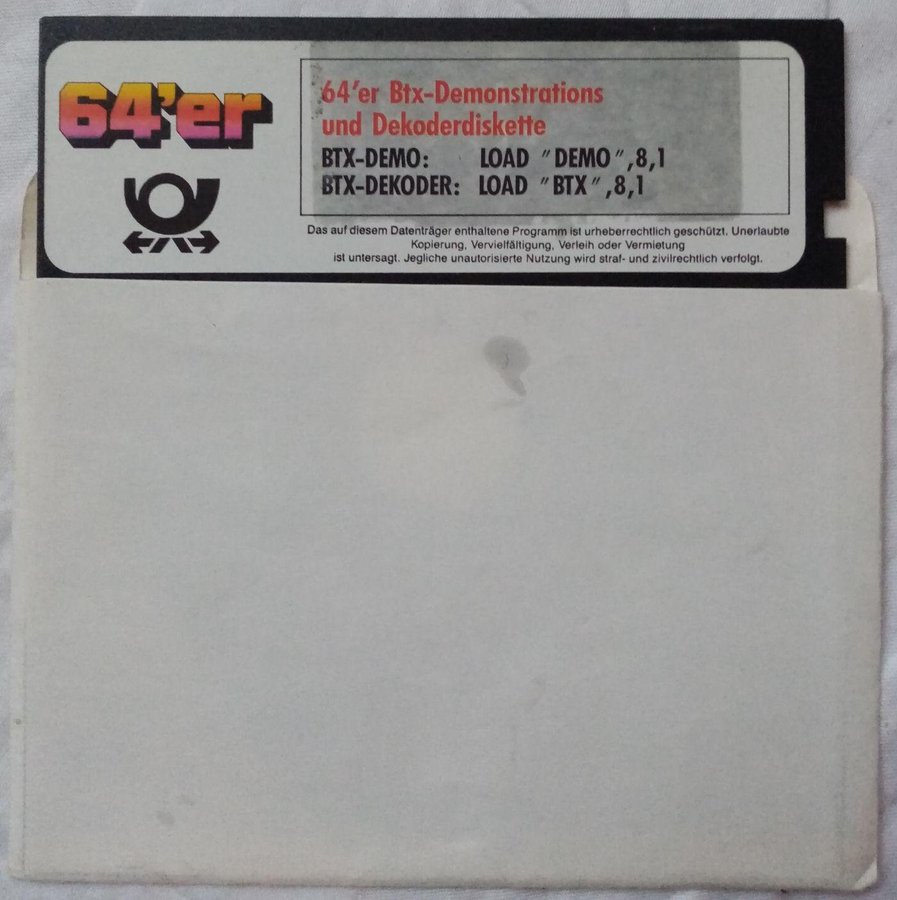 64'er
64'er Btx-Demonstrations
und Dekoderdiskette
BTX-DEMO: LOAD "DEMO",8,1
BTX-DEKODER: LOAD "BTX",8,1
Das auf diesem Datenträger enthaltene Programm ist urheberrechtlich geschützt. Unerlaubte
Kopierung, Vervielfältigung, Verleih oder Vermietung
ist untersagt. Jegliche unautorisierte Nutzung wird straf- und zivilrechtlich verfolgt.